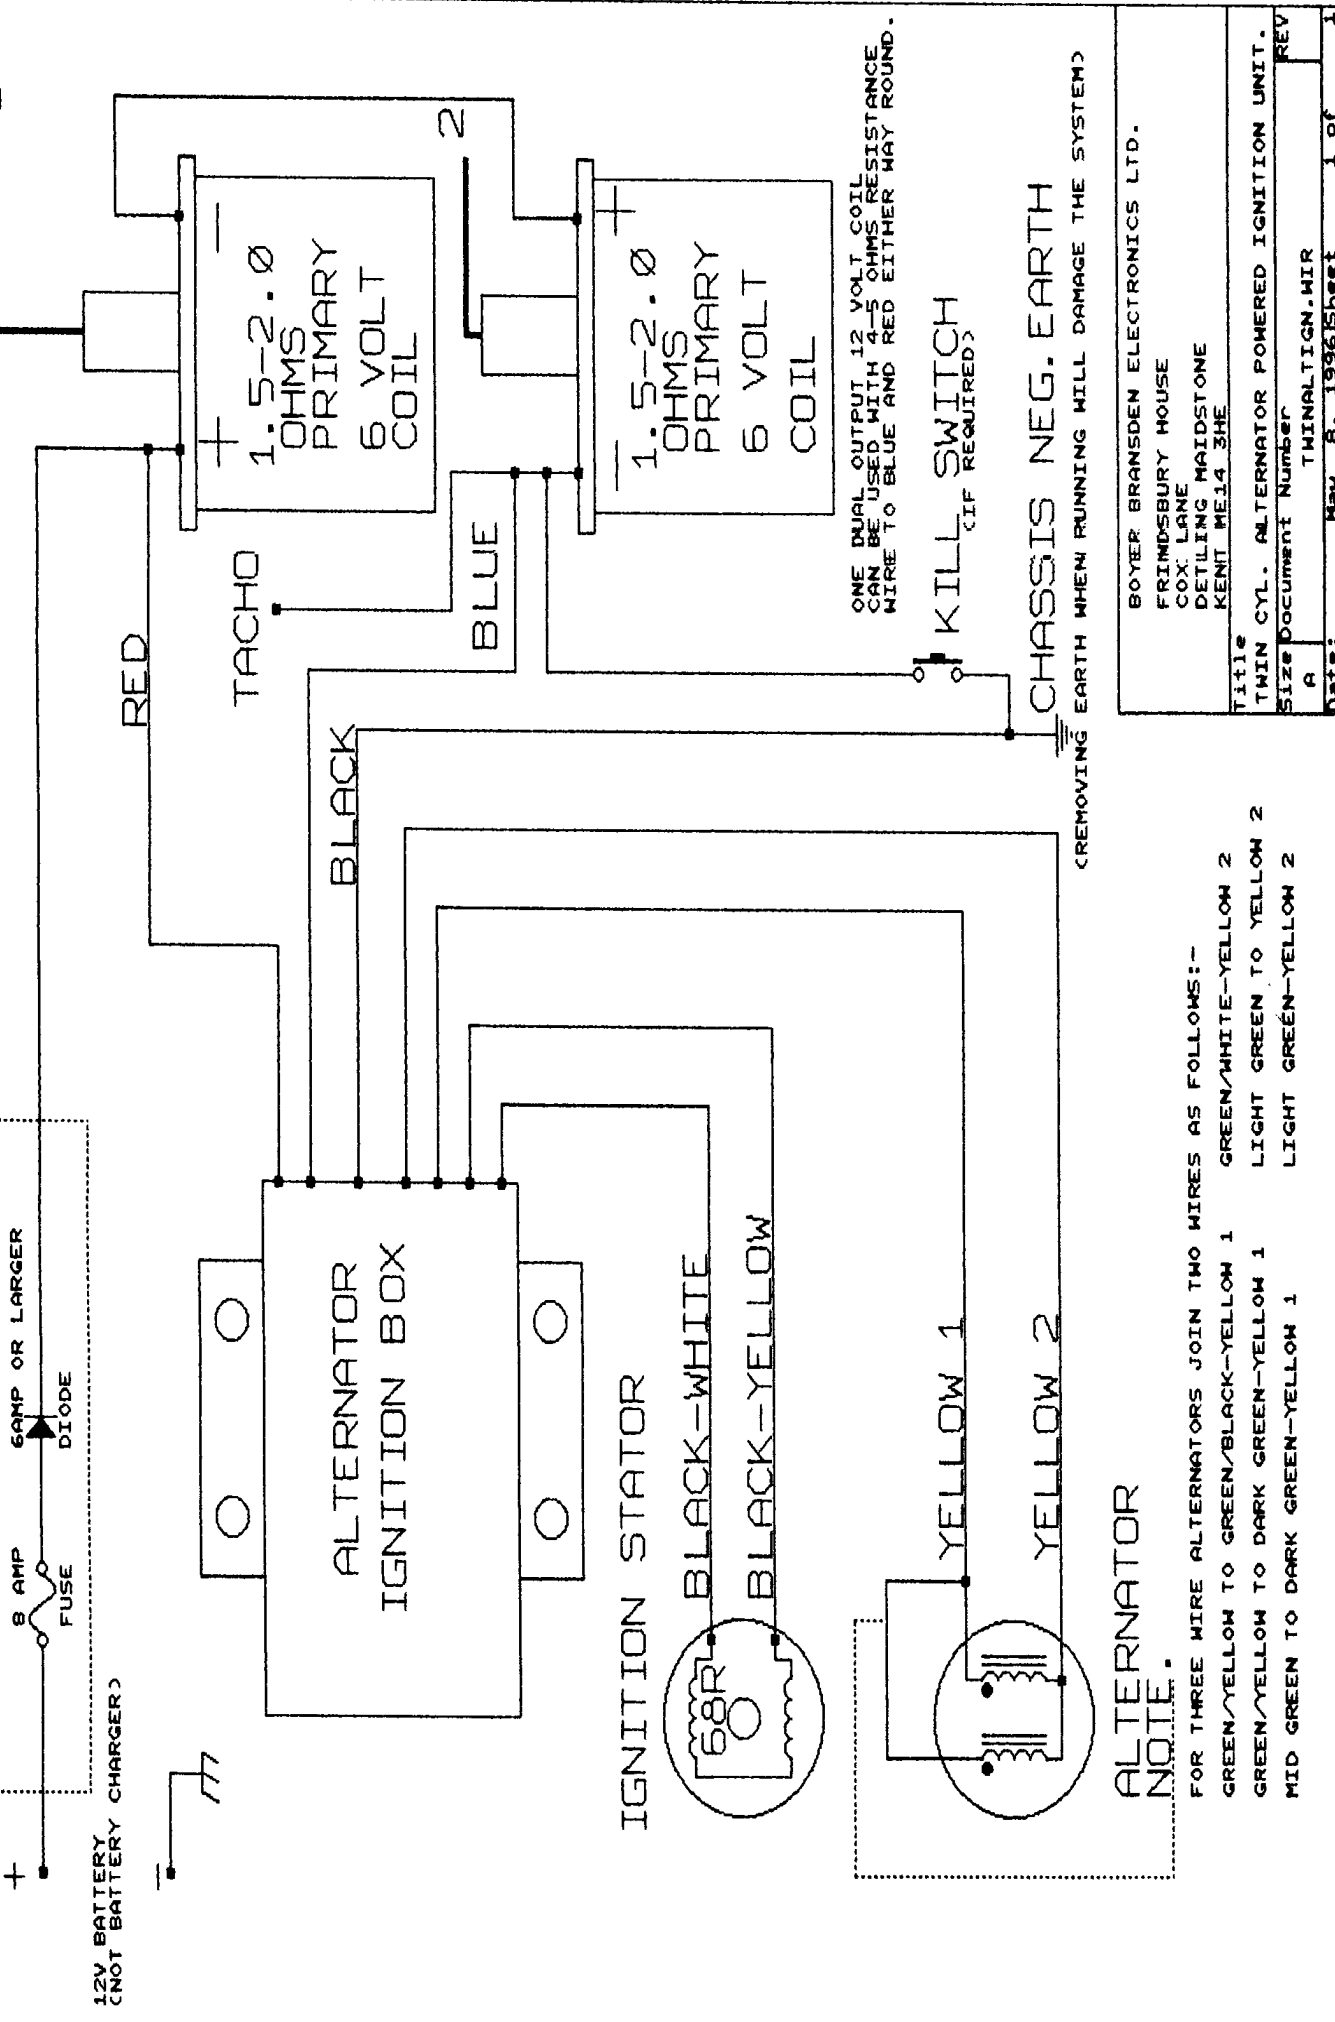 +
8 AMP
FUSE
6AMP OR LARGER
DIODE
12V BATTERY
(NOT BATTERY CHARGER)
—
RED
TACHO
BLUE
BLACK
+ —
1.5-2.0
OHMS
PRIMARY
6 VOLT
COIL
2
— +
1.5-2.0
OHMS
PRIMARY
6 VOLT
COIL
ALTERNATOR
IGNITION BOX
ONE DUAL OUTPUT 12 VOLT COIL
CAN BE USED WITH 4-5 OHMS RESISTANCE
WIRE TO BLUE AND RED EITHER WAY ROUND.
IGNITION STATOR
68R
BLACK-WHITE
BLACK-YELLOW
KILL SWITCH
(IF REQUIRED)
YELLOW 1
YELLOW 2
CHASSIS NEG. EARTH
(REMOVING EARTH WHEN RUNNING WILL DAMAGE THE SYSTEM)
ALTERNATOR
NOTE.
FOR THREE WIRE ALTERNATORS JOIN TWO WIRES AS FOLLOWS:-
GREEN/YELLOW TO GREEN/BLACK-YELLOW 1 GREEN/WHITE-YELLOW 2
GREEN/YELLOW TO DARK GREEN-YELLOW 1 LIGHT GREEN TO YELLOW 2
MID GREEN TO DARK GREEN-YELLOW 1 LIGHT GREEN-YELLOW 2
BOYER BRANSDEN ELECTRONICS LTD.
FRINDSBURY HOUSE
COX LANE
DETLING MAIDSTONE
KENT ME14 3HE
Title
TWIN CYL. ALTERNATOR POWERED IGNITION UNIT.
Size Document Number REV
A TWINALTIGN.WIR
Date: May 8, 1996 Sheet 1 of 1